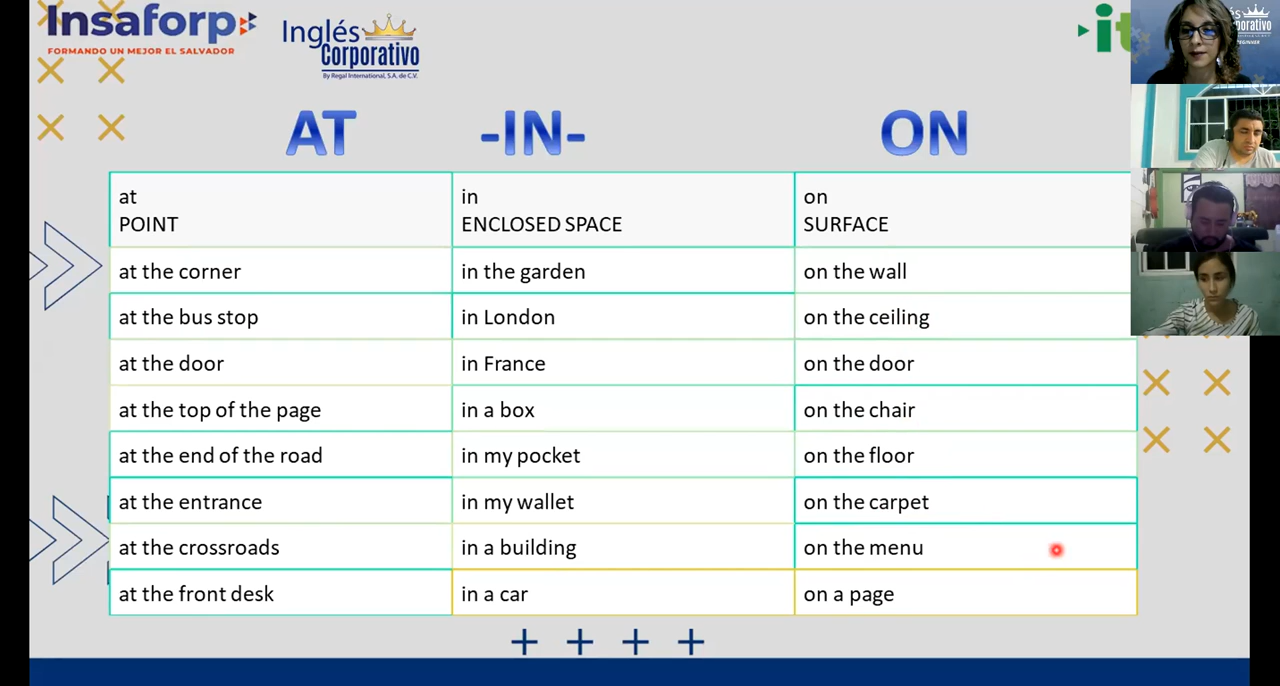 Insaforp
FORMANDO UN MEJOR EL SALVADOR
Inglés
Corporativo
By Regal International, S.A. de C.V.
AT -IN- ON
at in on
POINT ENCLOSED SPACE SURFACE
at the corner in the garden on the wall
at the bus stop in London on the ceiling
at the door in France on the door
at the top of the page in a box on the chair
at the end of the road in my pocket on the floor
at the entrance in my wallet on the carpet
at the crossroads in a building on the menu
at the front desk in a car on a page